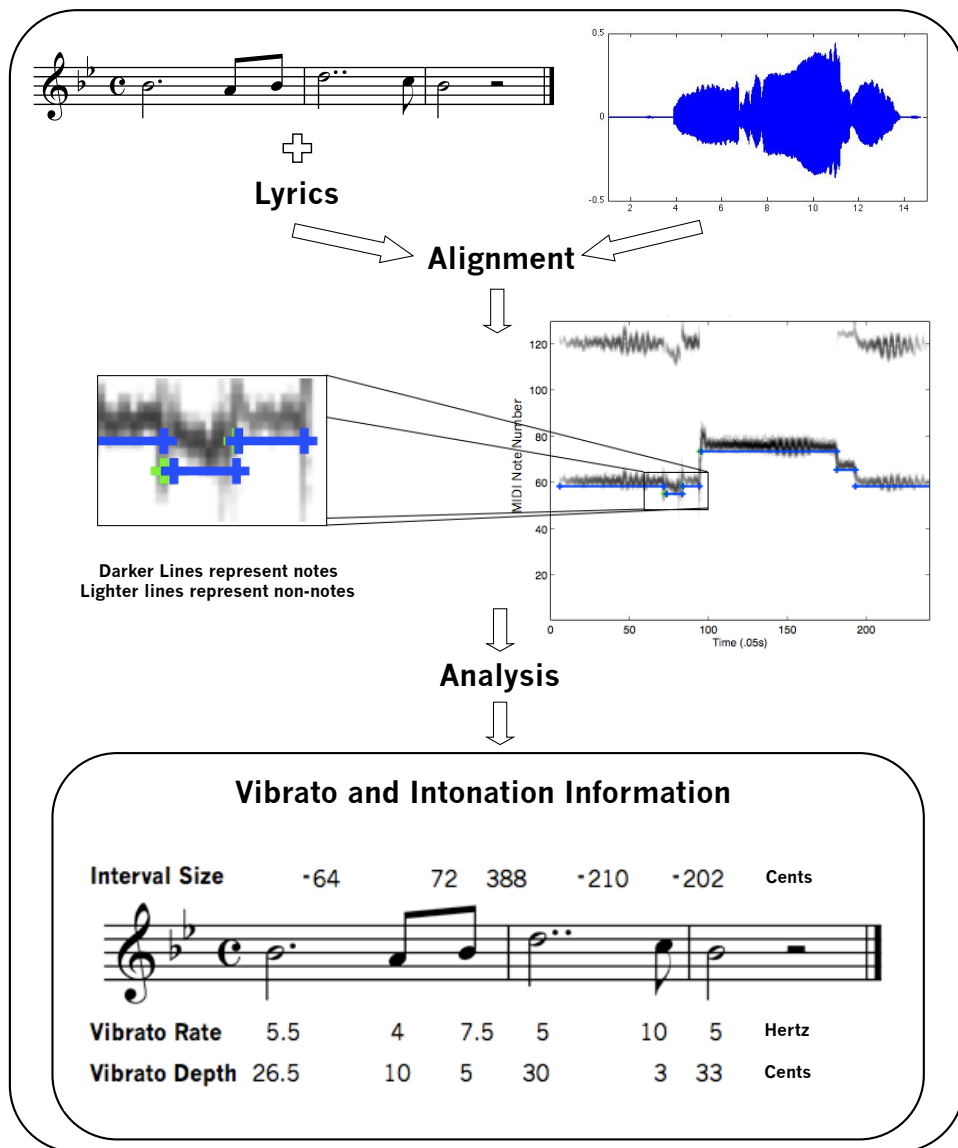 0.5
0
-0.5
2 4 6 8 10 12 14
Lyrics
Alignment
MIDI Note Number
120
100
80
60
40
20
0 50 100 150 200
Time (.05s)
Darker Lines represent notes
Lighter lines represent non-notes
Analysis
Vibrato and Intonation Information
Interval Size -64 72 388 -210 -202 Cents
Vibrato Rate 5.5 4 7.5 5 10 5 Hertz
Vibrato Depth 26.5 10 5 30 3 33 Cents